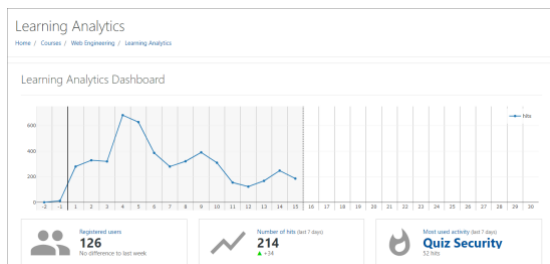 Learning Analytics
Home / Courses / Web Engineering / Learning Analytics
Learning Analytics Dashboard
hits
600
400
200
0
-2 -1 1 2 3 4 5 6 7 8 9 10 11 12 13 14 15 16 17 18 19 20 21 22 23 24 25 26 27 28 29 30
Registered users
126
No difference to last week
Number of hits (last 7 days)
214
+34
Most used activity (last 7 days)
Quiz Security
52 hits